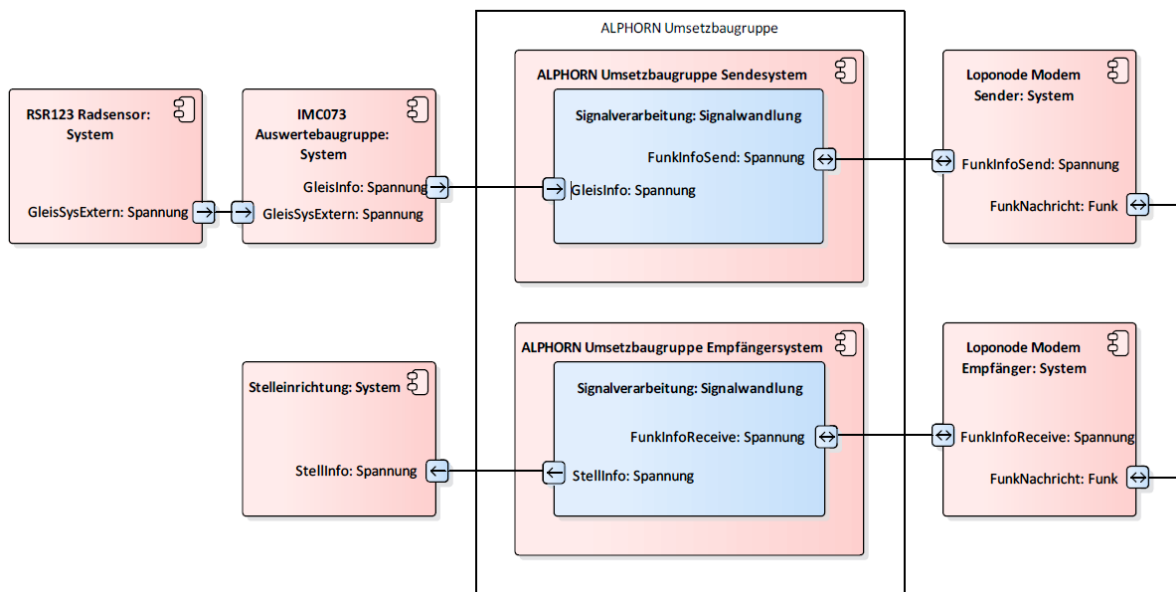 ALPHORN Umsetzbaugruppe
RSR123 Radsensor:
System
GleisSysExtern: Spannung
IMC073
Auswertebaugruppe:
System
GleisInfo: Spannung
GleisSysExtern: Spannung
ALPHORN Umsetzbaugruppe Sendesystem
Signalverarbeitung: Signalwandlung
FunkInfoSend: Spannung
GleisInfo: Spannung
Loponode Modem
Sender: System
FunkInfoSend: Spannung
FunkNachricht: Funk
Stelleinrichtung: System
StellInfo: Spannung
ALPHORN Umsetzbaugruppe Empfängersystem
Signalverarbeitung: Signalwandlung
FunkInfoReceive: Spannung
StellInfo: Spannung
Loponode Modem
Empfänger: System
FunkInfoReceive: Spannung
FunkNachricht: Funk